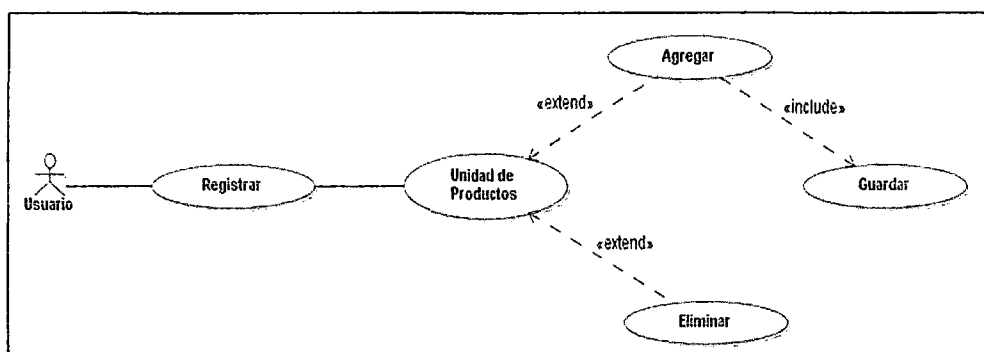 Agregar
«extend»
«include»
Usuario
Registrar
Unidad de
Productos
Guardar
«extend»
Eliminar